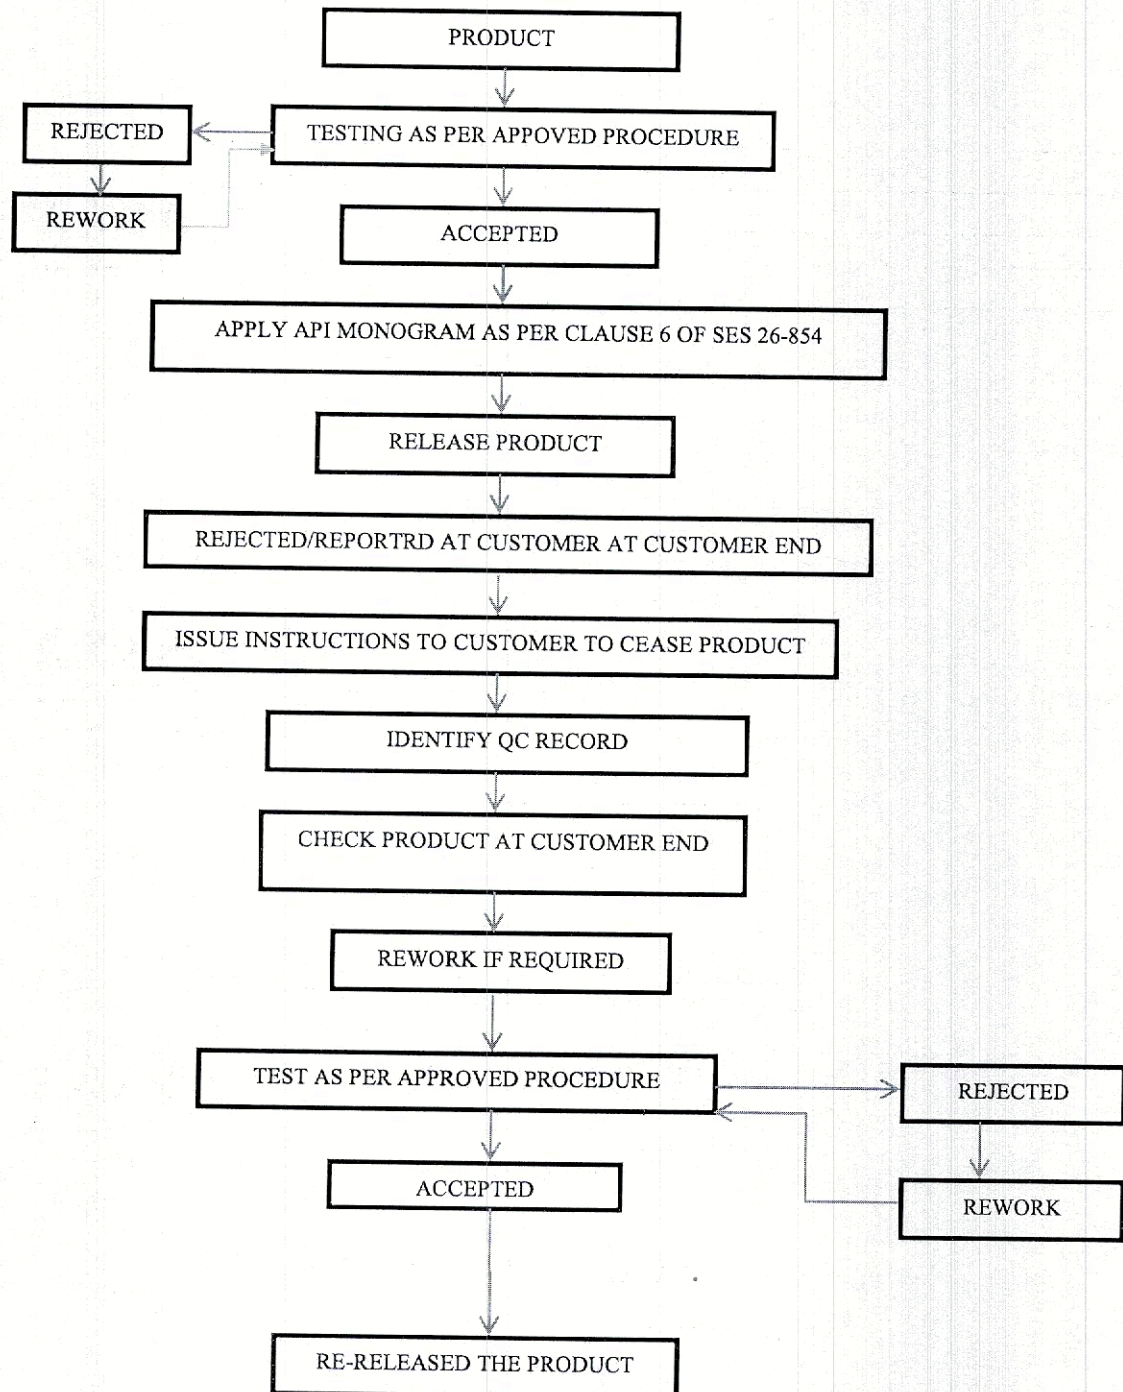 PRODUCT
REJECTED
TESTING AS PER APPOVED PROCEDURE
REWORK
ACCEPTED
APPLY API MONOGRAM AS PER CLAUSE 6 OF SES 26-854
RELEASE PRODUCT
REJECTED/REPORTRD AT CUSTOMER AT CUSTOMER END
ISSUE INSTRUCTIONS TO CUSTOMER TO CEASE PRODUCT
IDENTIFY QC RECORD
CHECK PRODUCT AT CUSTOMER END
REWORK IF REQUIRED
TEST AS PER APPROVED PROCEDURE
REJECTED
ACCEPTED
REWORK
RE-RELEASED THE PRODUCT